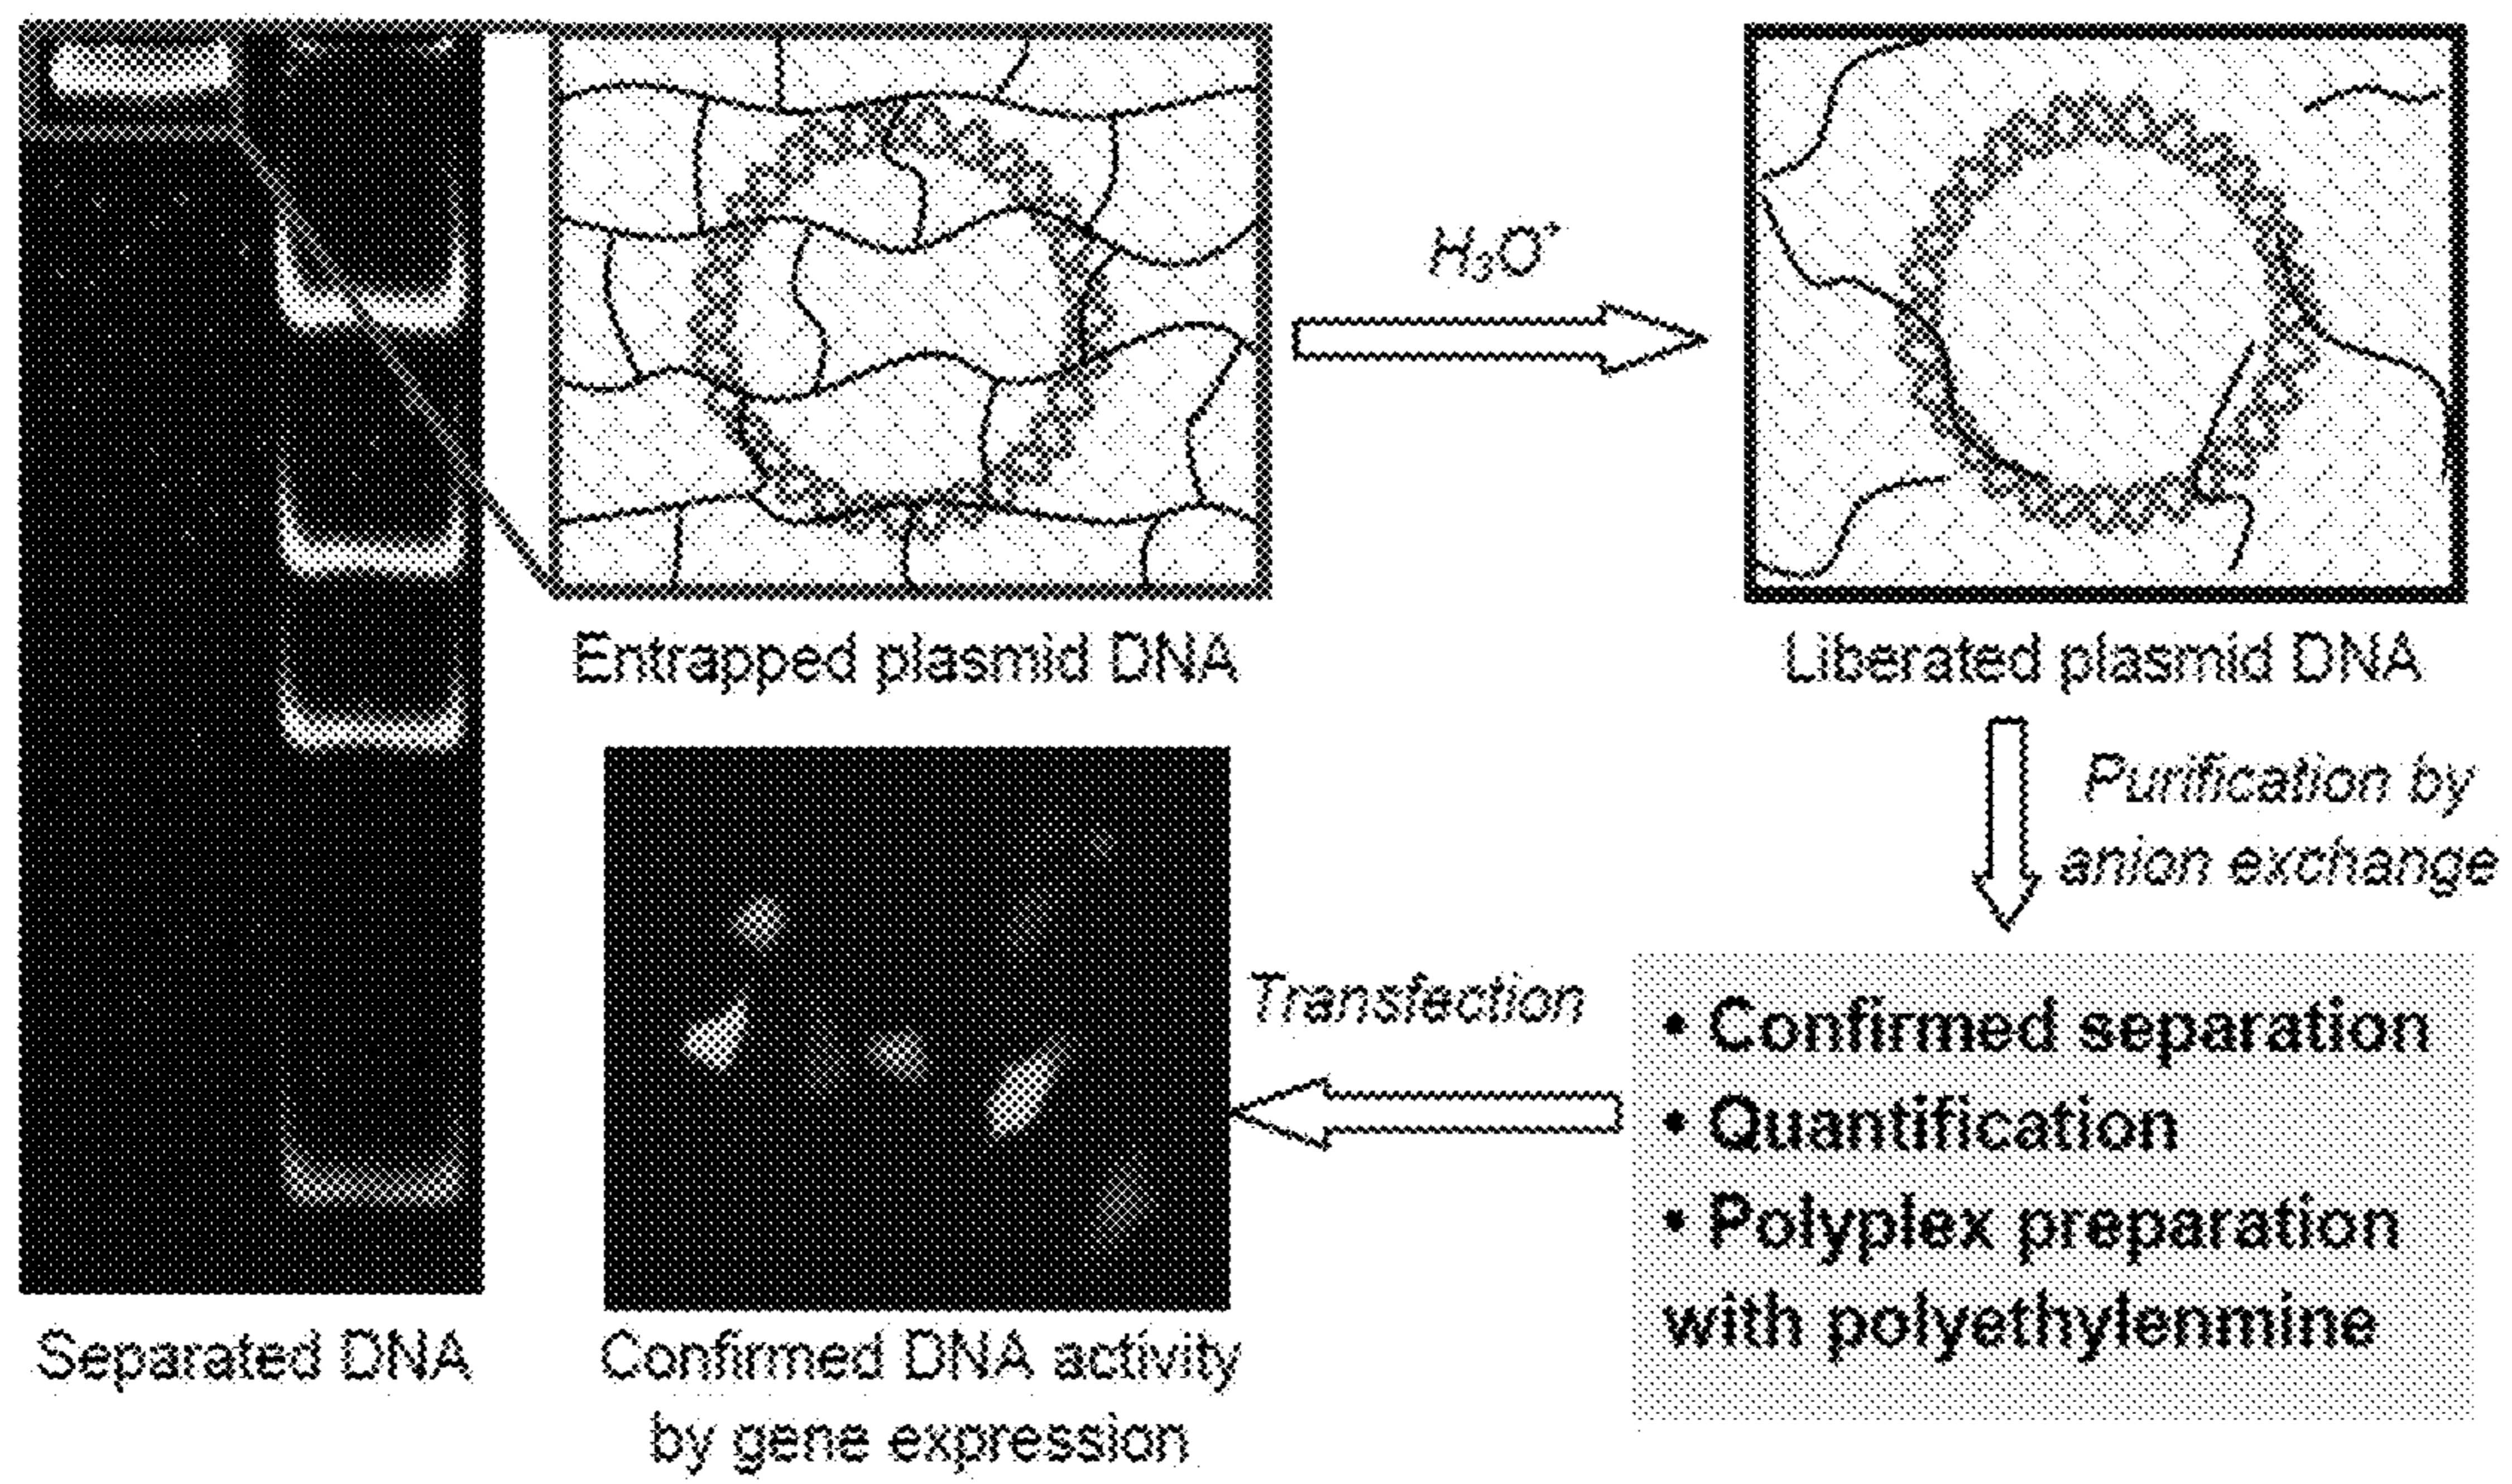 H₃O⁺
Entrapped plasmid DNA
Liberated plasmid DNA
Purification by
anion exchange
• Confirmed separation
• Quantification
• Polyplex preparation
with polyethylenmine
Transfection
Separated DNA
Confirmed DNA activity
by gene expression